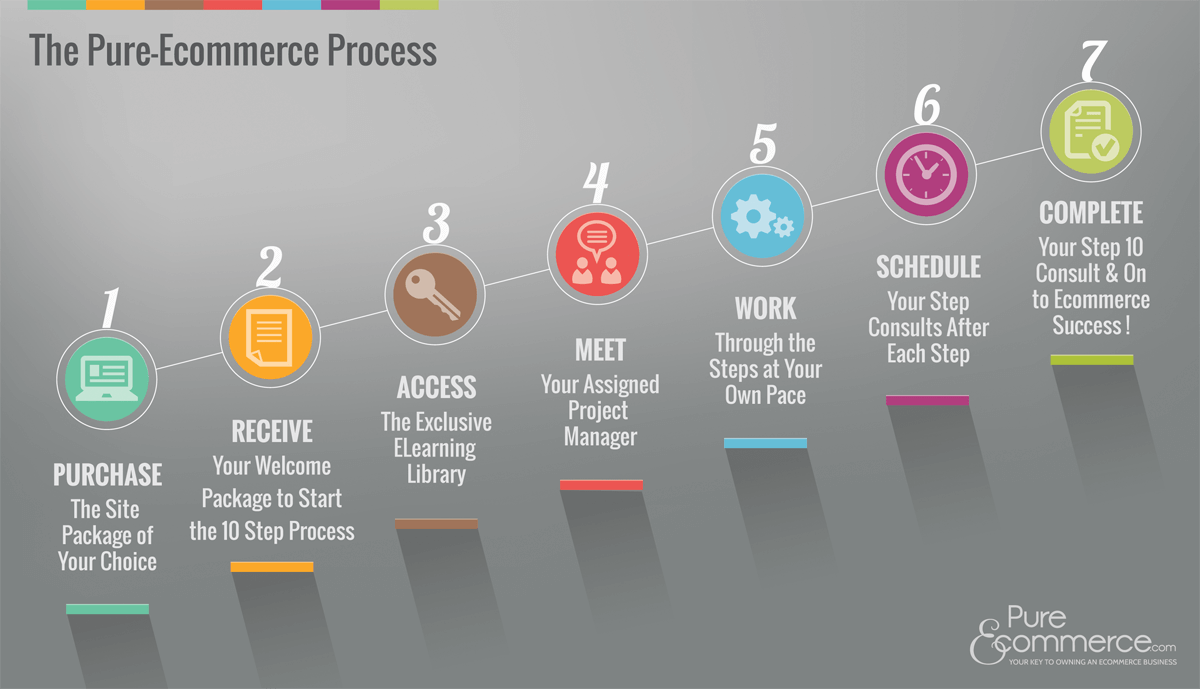 The Pure-Ecommerce Process
1
PURCHASE
The Site
Package of
Your Choice
2
RECEIVE
Your Welcome
Package to Start
the 10 Step Process
3
ACCESS
The Exclusive
ELearning
Library
4
MEET
Your Assigned
Project
Manager
5
WORK
Through the
Steps at Your
Own Pace
6
SCHEDULE
Your Step
Consults After
Each Step
7
COMPLETE
Your Step 10
Consult & On
to Ecommerce
Success !
Pure
Ecommerce.com
YOUR KEY TO OWNING AN ECOMMERCE BUSINESS